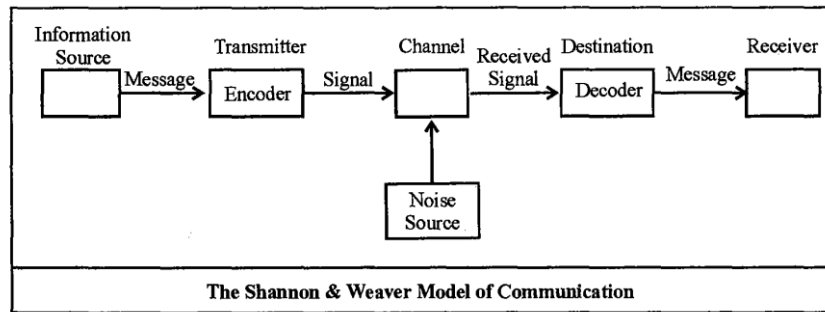 Information
Source
Transmitter
Channel
Destination
Receiver
Message
Encoder
Signal
Received
Signal
Decoder
Message
Noise
Source
The Shannon & Weaver Model of Communication